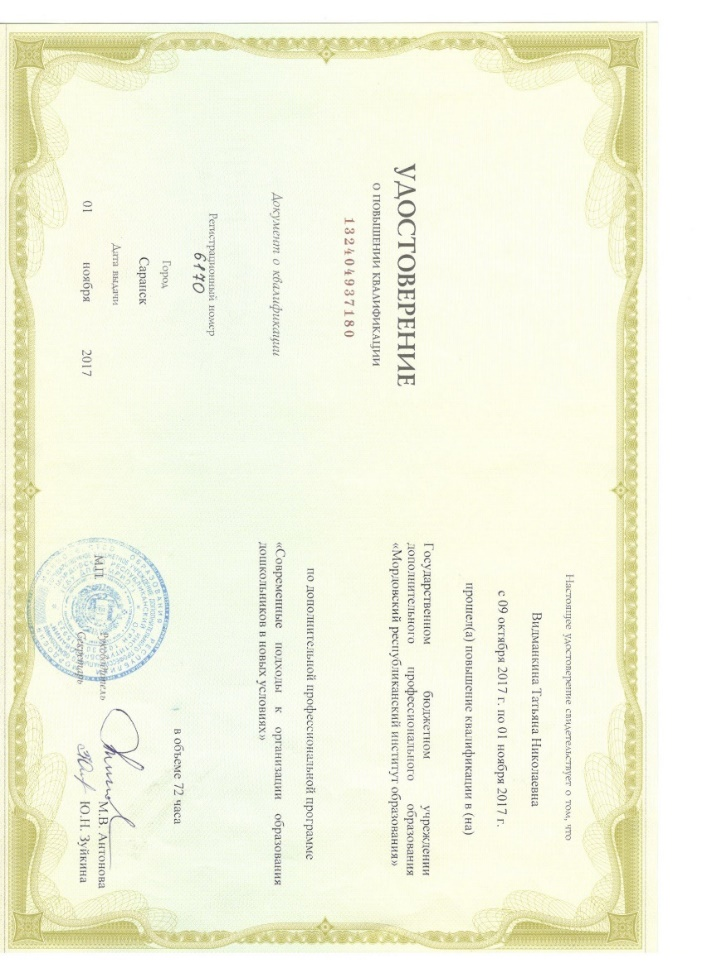 УДОСТОВЕРЕНИЕ
О ПОВЫШЕНИИ КВАЛИФИКАЦИИ
132404937180
Документ о квалификации
Регистрационный номер
6170
Город
Саранск
Дата выдачи
01 ноября 2017
Настоящее удостоверение свидетельствует о том, что
Видманкина Татьяна Николаевна
с 09 октября 2017 г. по 01 ноября 2017 г.
прошел(а) повышение квалификации в (на)
Государственном бюджетном учреждении
дополнительного профессионального образования
«Мордовский республиканский институт образования»
по дополнительной профессиональной программе
«Современные подходы к организации образования
дошкольников в новых условиях»
в объеме 72 часа
М.П.
Руководитель М.В. Антонова
Секретарь Ю.Н. Зуйкина